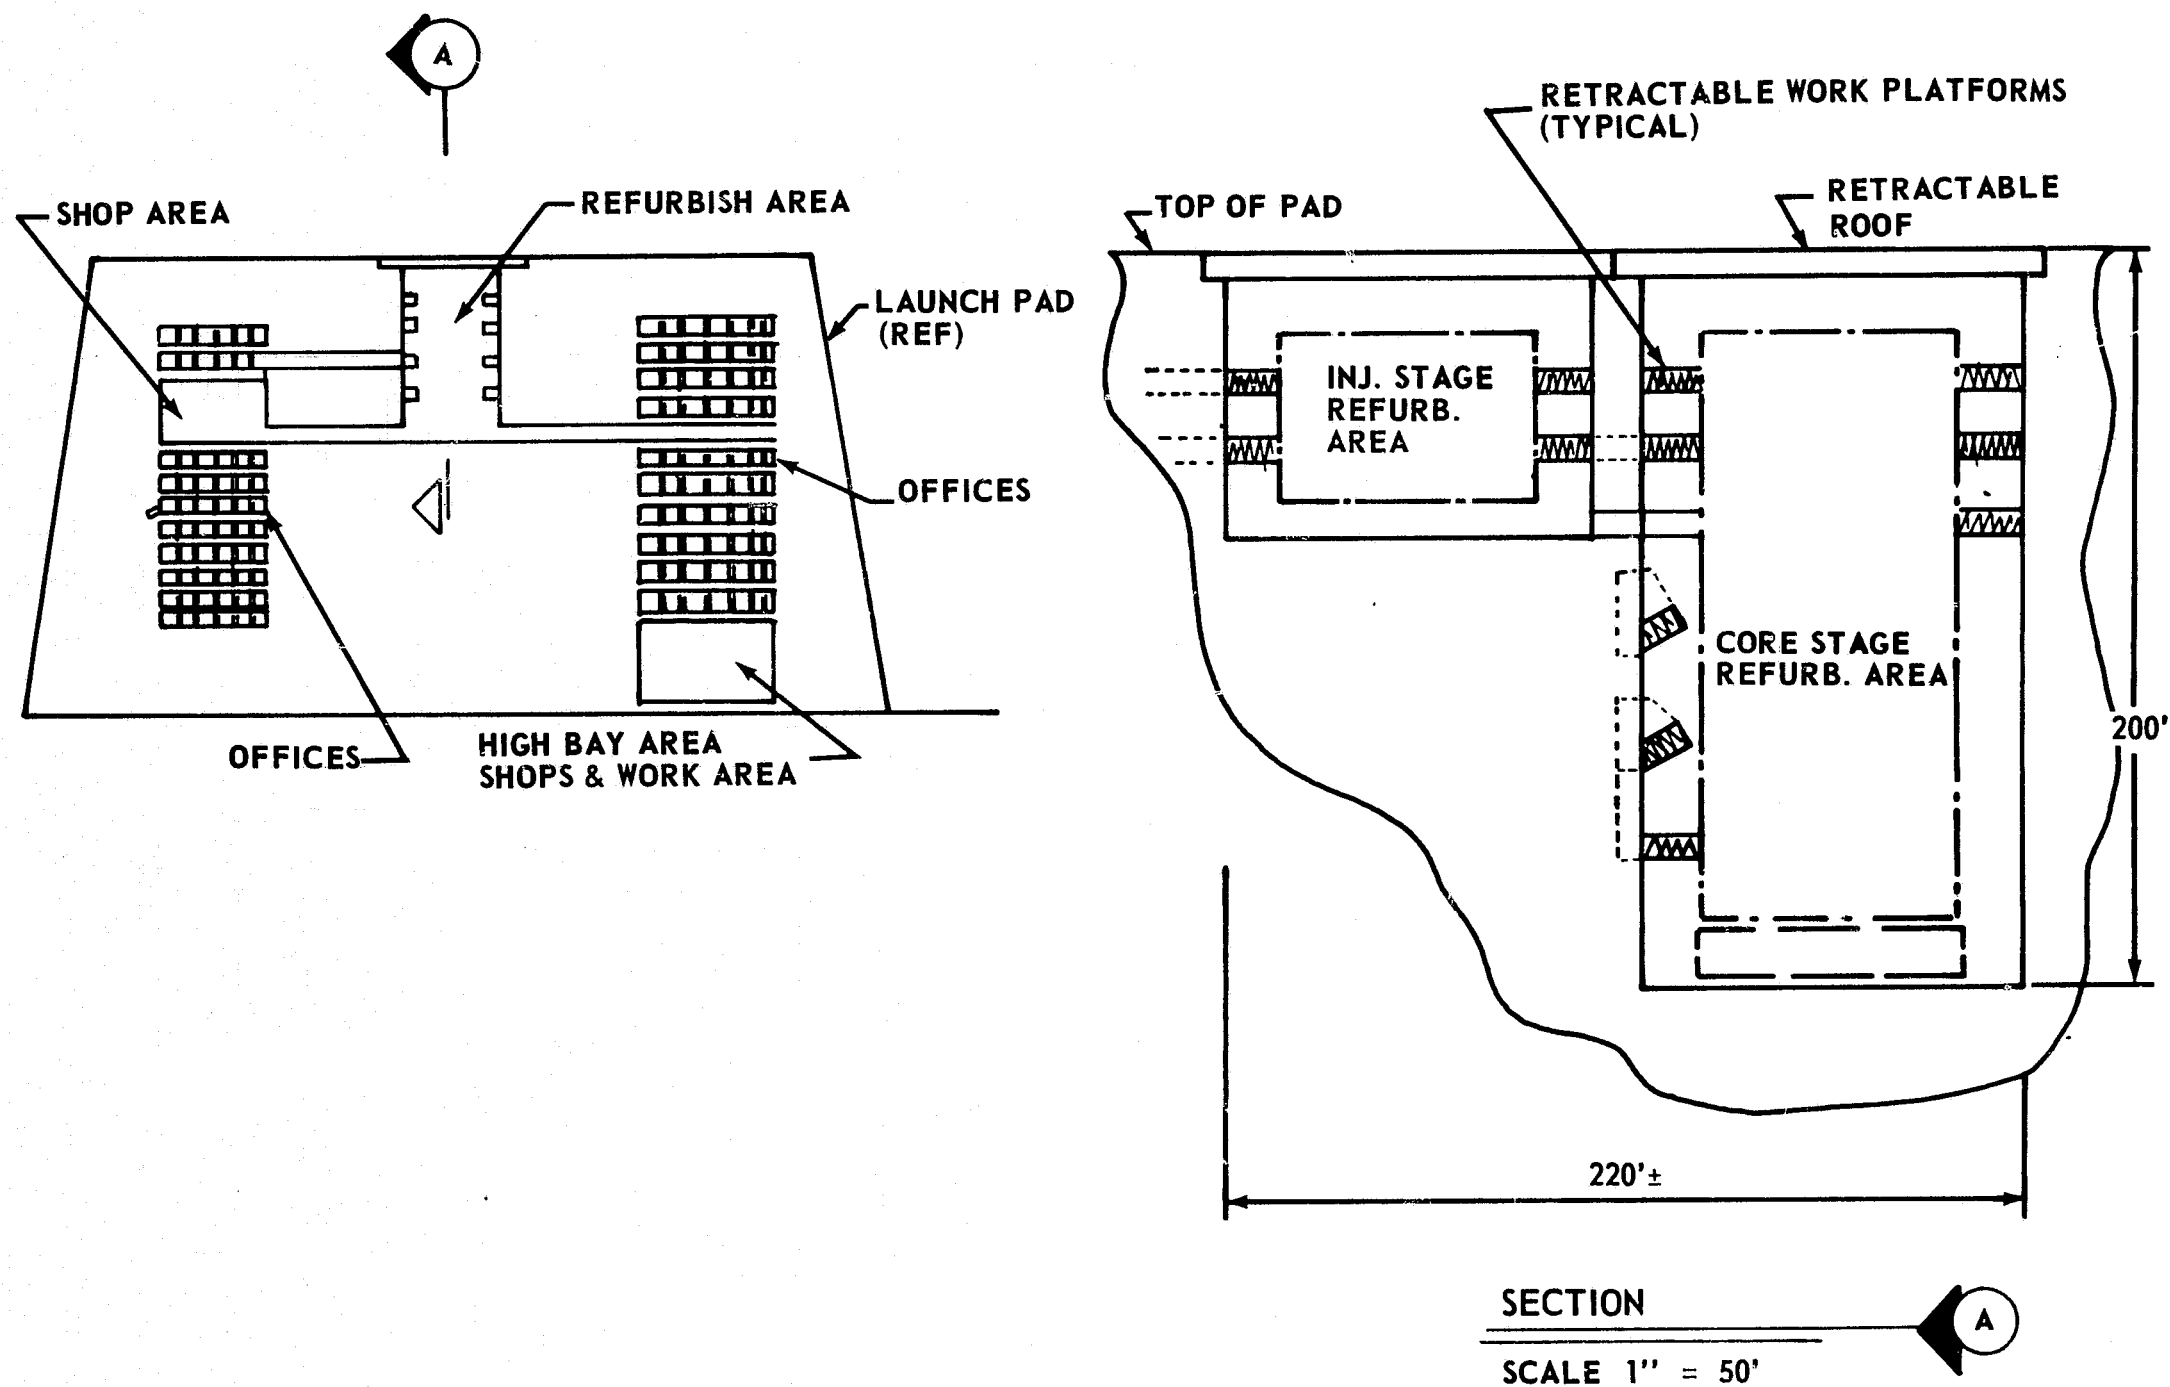 A
SHOP AREA
REFURBISH AREA
LAUNCH PAD
(REF)
OFFICES
OFFICES
HIGH BAY AREA
SHOPS & WORK AREA
RETRACTABLE WORK PLATFORMS
(TYPICAL)
TOP OF PAD
RETRACTABLE
ROOF
INJ. STAGE
REFURB.
AREA
CORE STAGE
REFURB. AREA
200'
220'±
SECTION
A
SCALE 1" = 50'